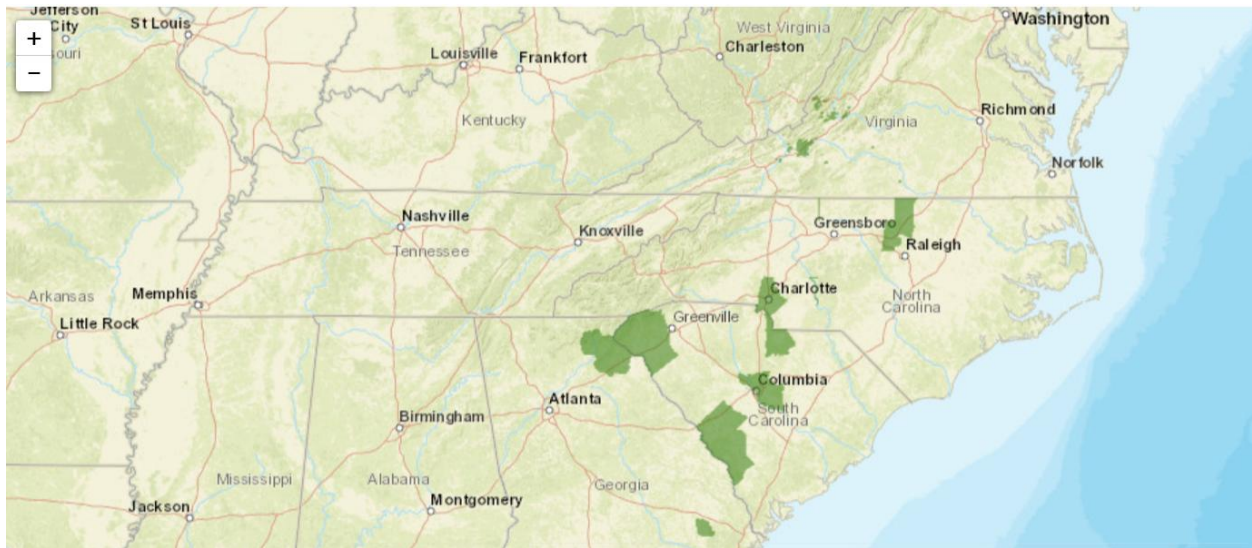 Jefferson
City
St Louis
souri
+
−
Louisville
Frankfort
Kentucky
West Virginia
Charleston
Washington
Virginia
Richmond
Norfolk
Nashville
Tennessee
Knoxville
Greensboro
Raleigh
Arkansas
Memphis
Little Rock
Charlotte
North
Carolina
Greenville
Columbia
South
Carolina
Atlanta
Birmingham
Mississippi
Alabama
Georgia
Jackson
Montgomery